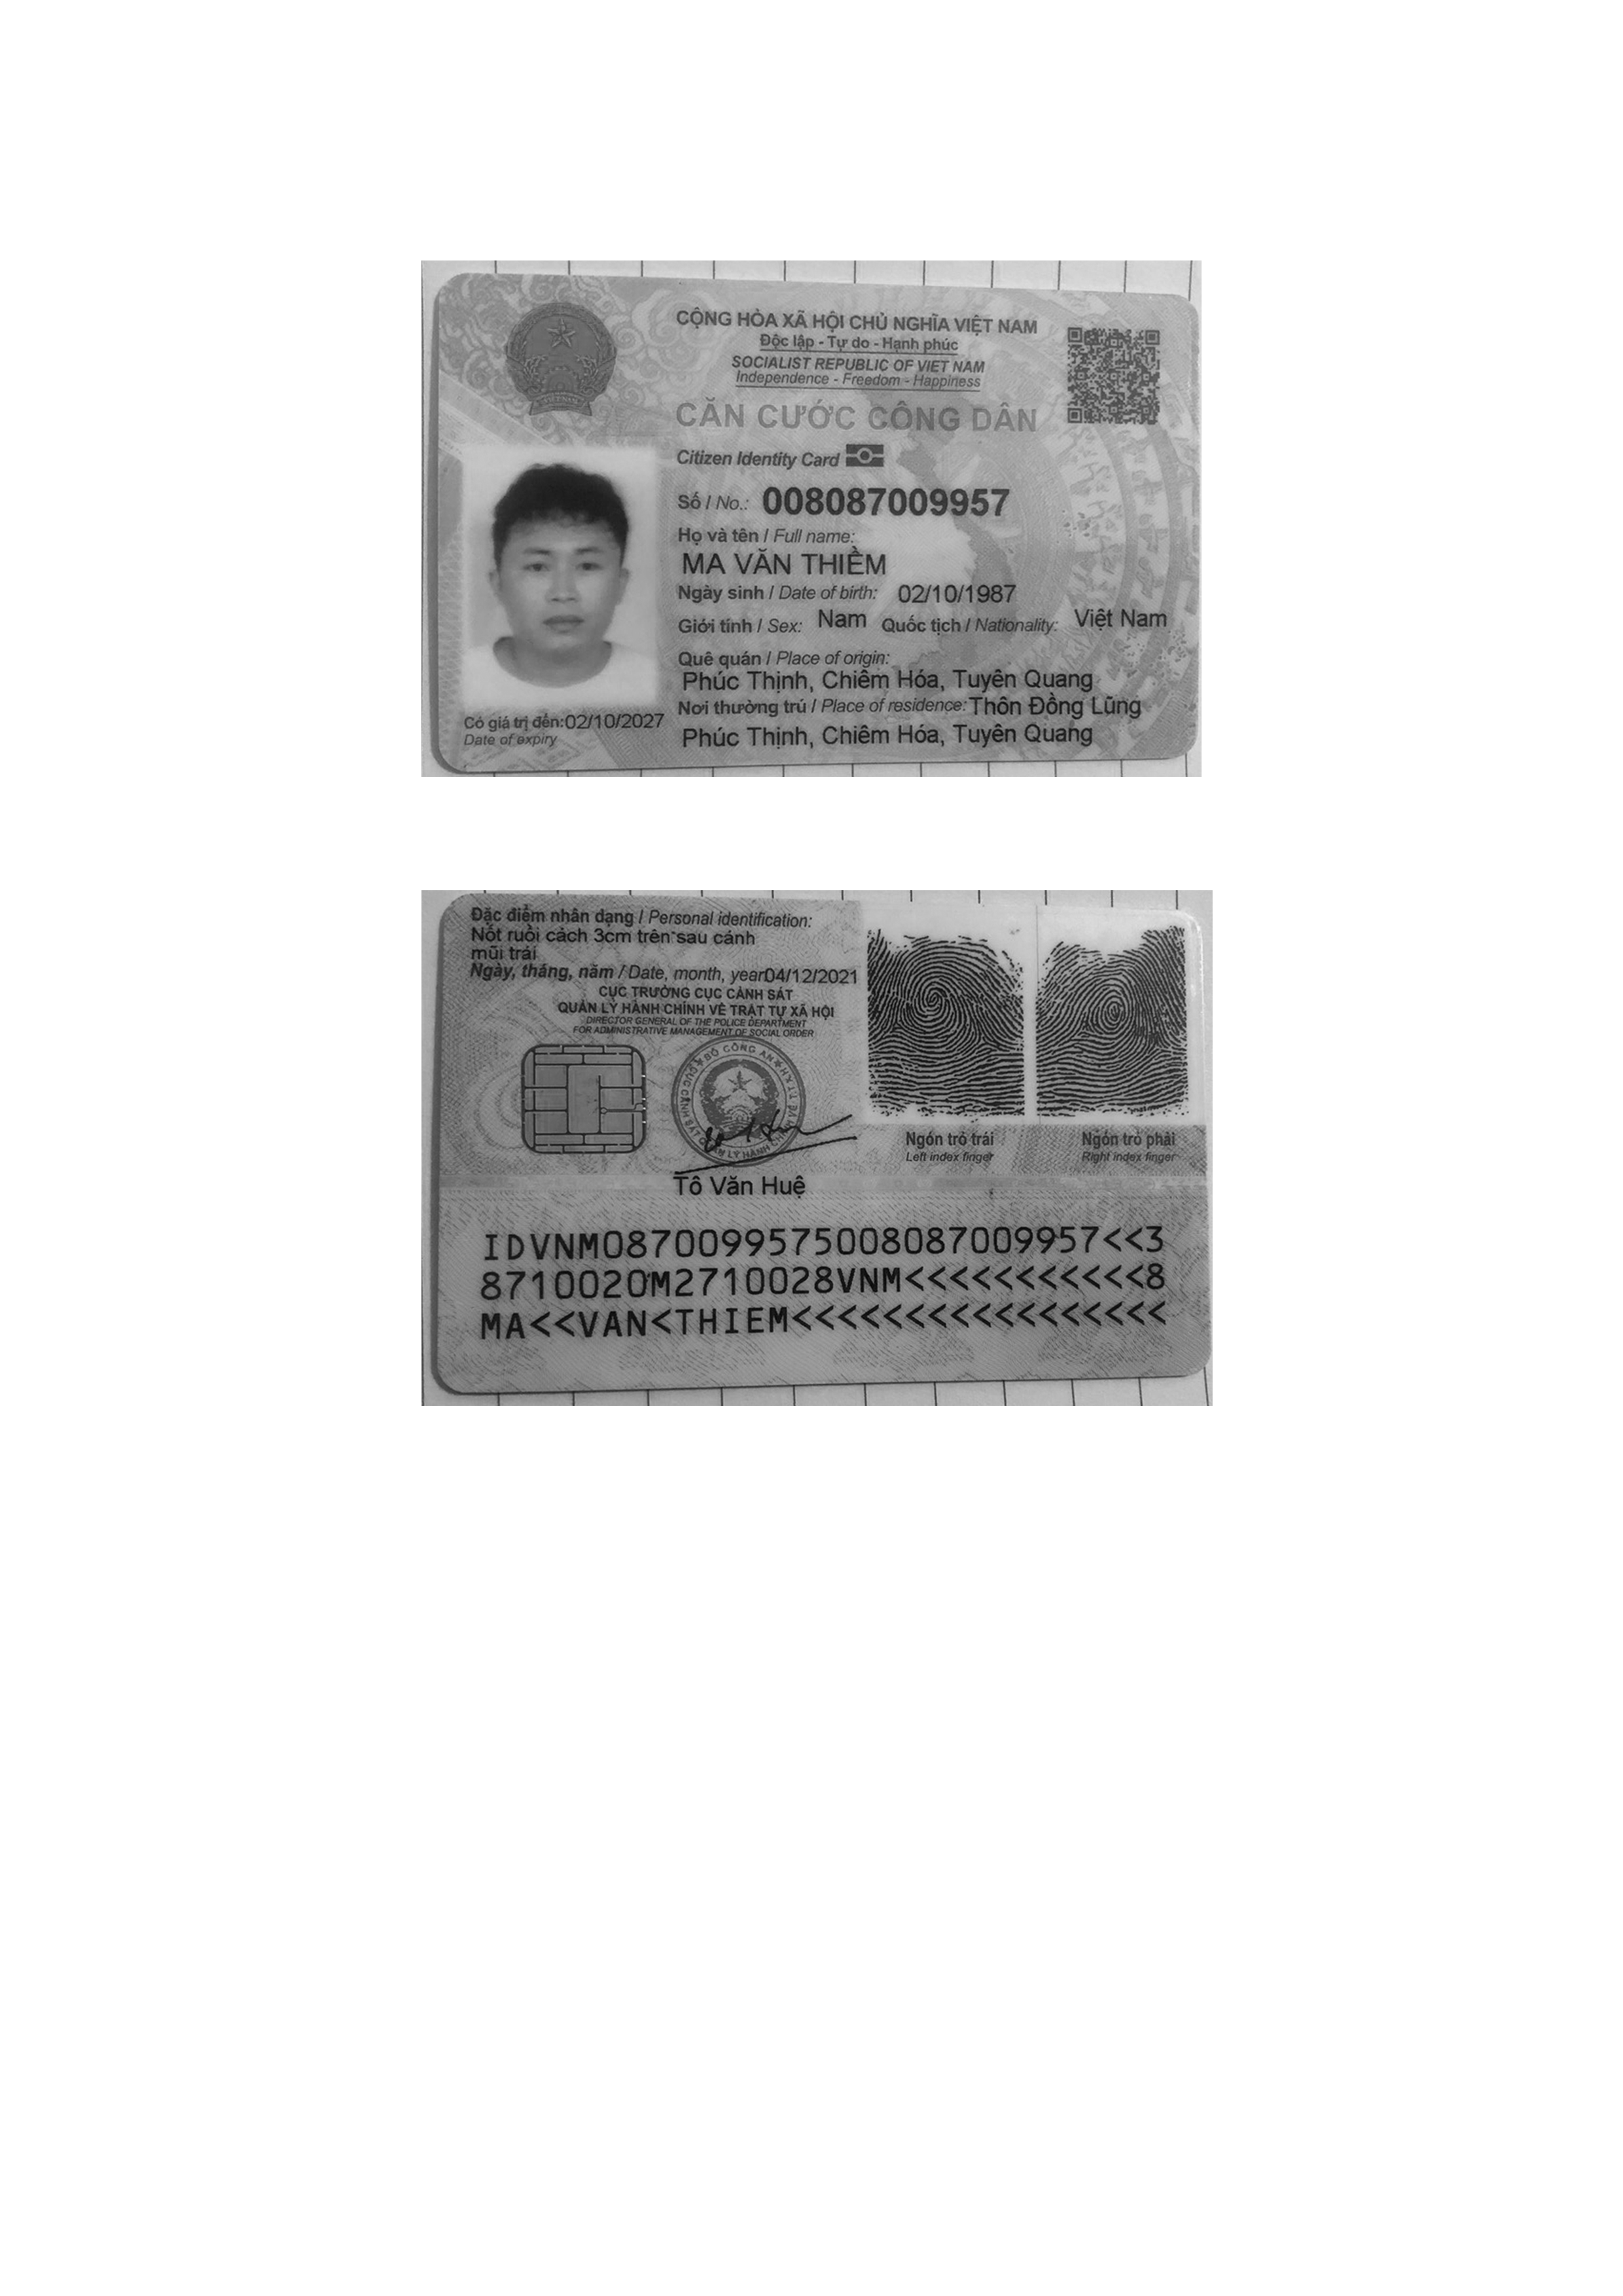 CỘNG HÒA XÃ HỘI CHỦ NGHĨA VIỆT NAM
Độc lập - Tự do - Hạnh phúc
SOCIALIST REPUBLIC OF VIET NAM
Independence - Freedom - Happiness
CĂN CƯỚC CÔNG DÂN
Citizen Identity Card
Số / No.: 008087009957
Họ và tên / Full name:
MA VĂN THIỀM
Ngày sinh / Date of birth: 02/10/1987
Giới tính / Sex: Nam Quốc tịch / Nationality: Việt Nam
Quê quán / Place of origin:
Phúc Thịnh, Chiêm Hóa, Tuyên Quang
Nơi thường trú / Place of residence: Thôn Đồng Lũng
Phúc Thịnh, Chiêm Hóa, Tuyên Quang
Có giá trị đến: 02/10/2027
Date of expiry
VIỆT NAM
Đặc điểm nhân dạng / Personal identification:
Nốt ruồi cách 3cm trên sau cánh
mũi trái
Ngày, tháng, năm / Date, month, year 04/12/2021
CỤC TRƯỞNG CỤC CẢNH SÁT
QUẢN LÝ HÀNH CHÍNH VỀ TRẬT TỰ XÃ HỘI
DIRECTOR GENERAL OF THE POLICE DEPARTMENT
FOR ADMINISTRATIVE MANAGEMENT OF SOCIAL ORDER
BỘ CÔNG AN
Tô Văn Huệ
Ngón trỏ trái
Left index finger
Ngón trỏ phải
Right index finger
IDVNM0870099575008087009957<<3
8710020M2710028VNM<<<<<<<<<<<8
MA<<VAN<THIEM<<<<<<<<<<<<<<<<<